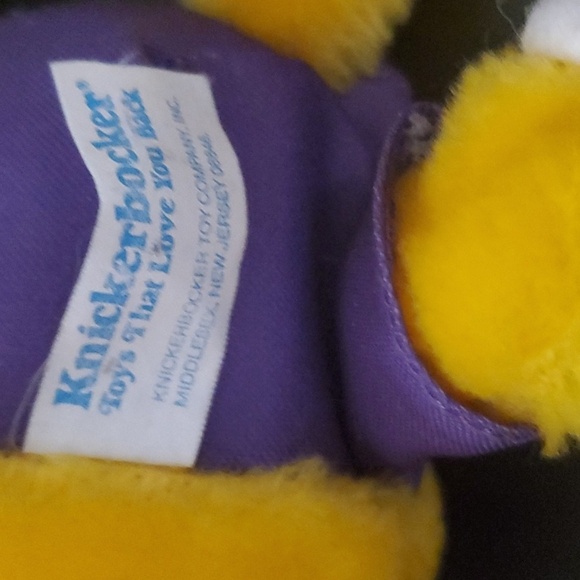 Knickerbocker®
Toys That Love You Back
KNICKERBOCKER TOY COMPANY, INC.
MIDDLESEX, NEW JERSEY 08846